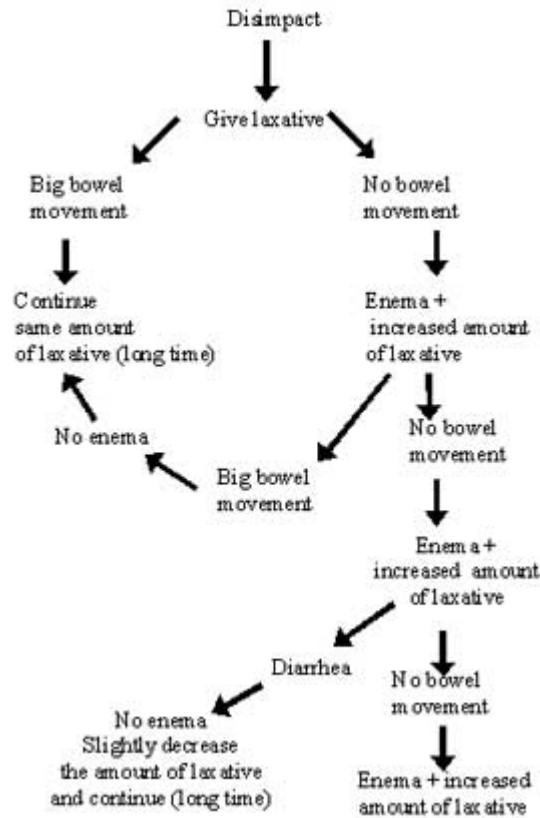 Disimpact
Give laxative
Big bowel
movement
No bowel
movement
Continue
same amount
of laxative (long time)
Enema +
increased amount
of laxative
No enema
Big bowel
movement
No bowel
movement
Enema +
increased amount
of laxative
Diarrhea
No bowel
movement
No enema
Slightly decrease
the amount of laxative
and continue (long time)
Enema + increased
amount of laxative